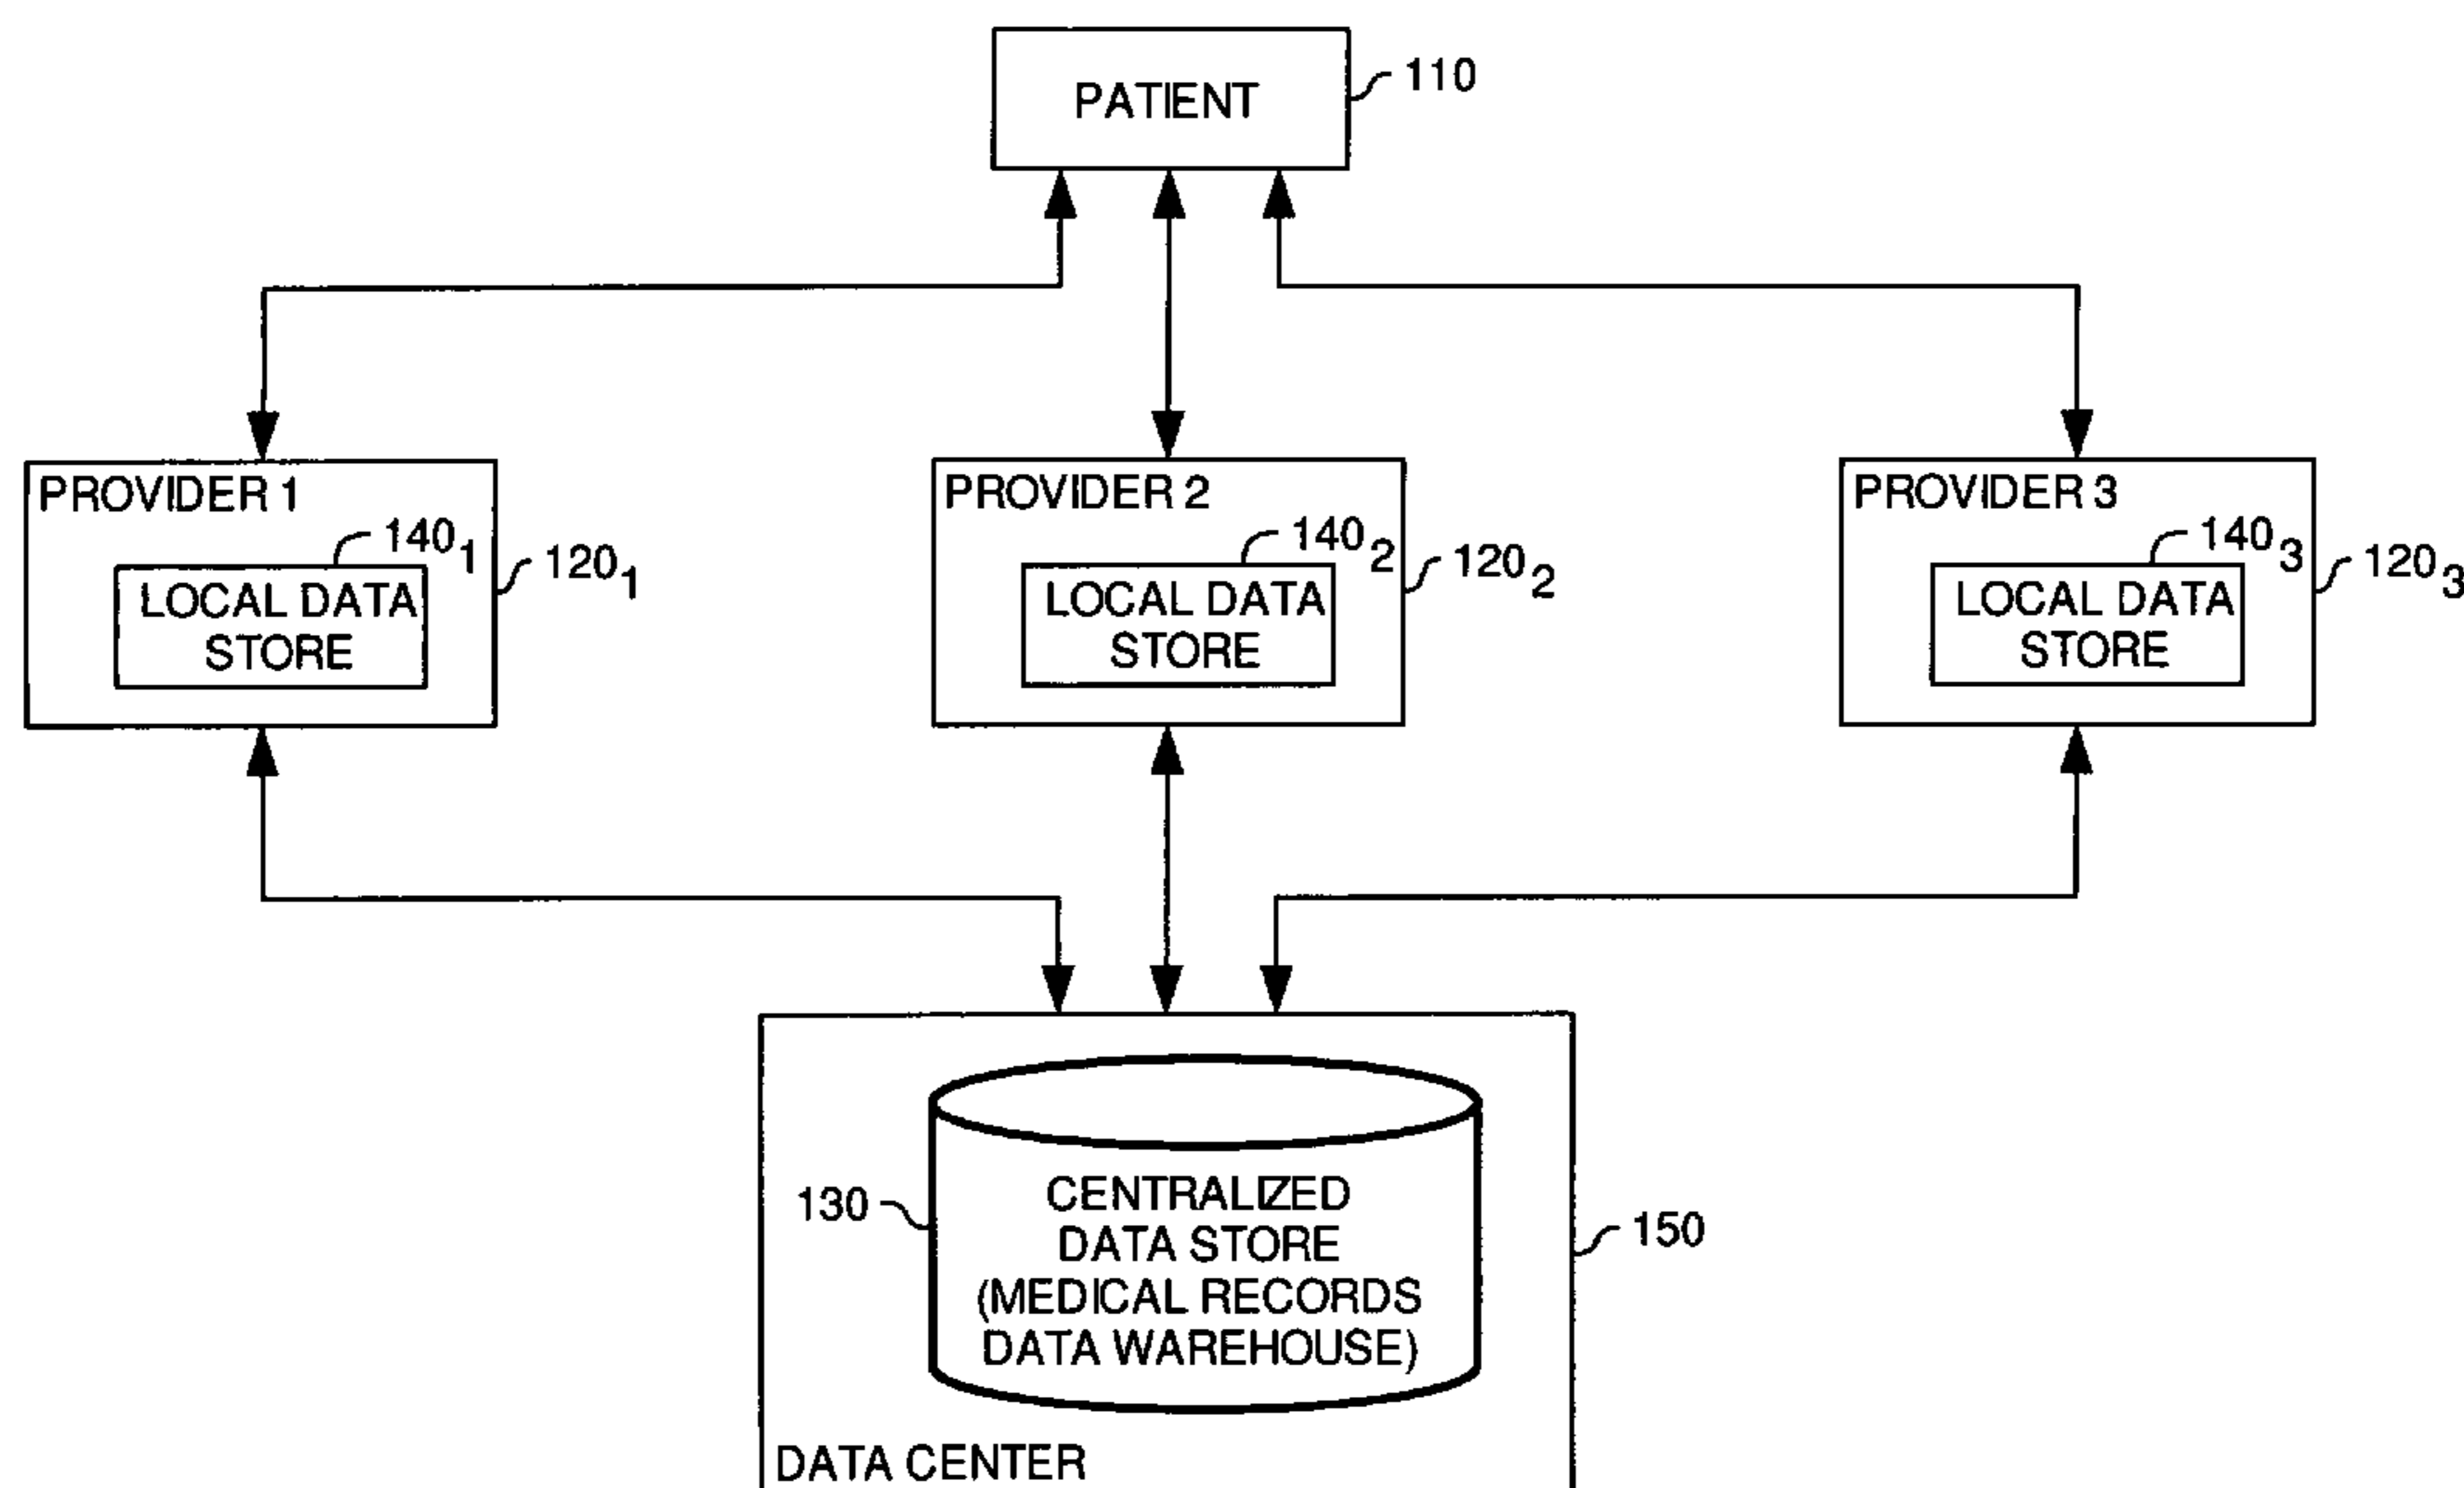 PATIENT
110
PROVIDER 1
140₁
LOCAL DATA
STORE
120₁
PROVIDER 2
140₂
LOCAL DATA
STORE
120₂
PROVIDER 3
140₃
LOCAL DATA
STORE
120₃
130
CENTRALIZED
DATA STORE
(MEDICAL RECORDS
DATA WAREHOUSE)
150
DATA CENTER